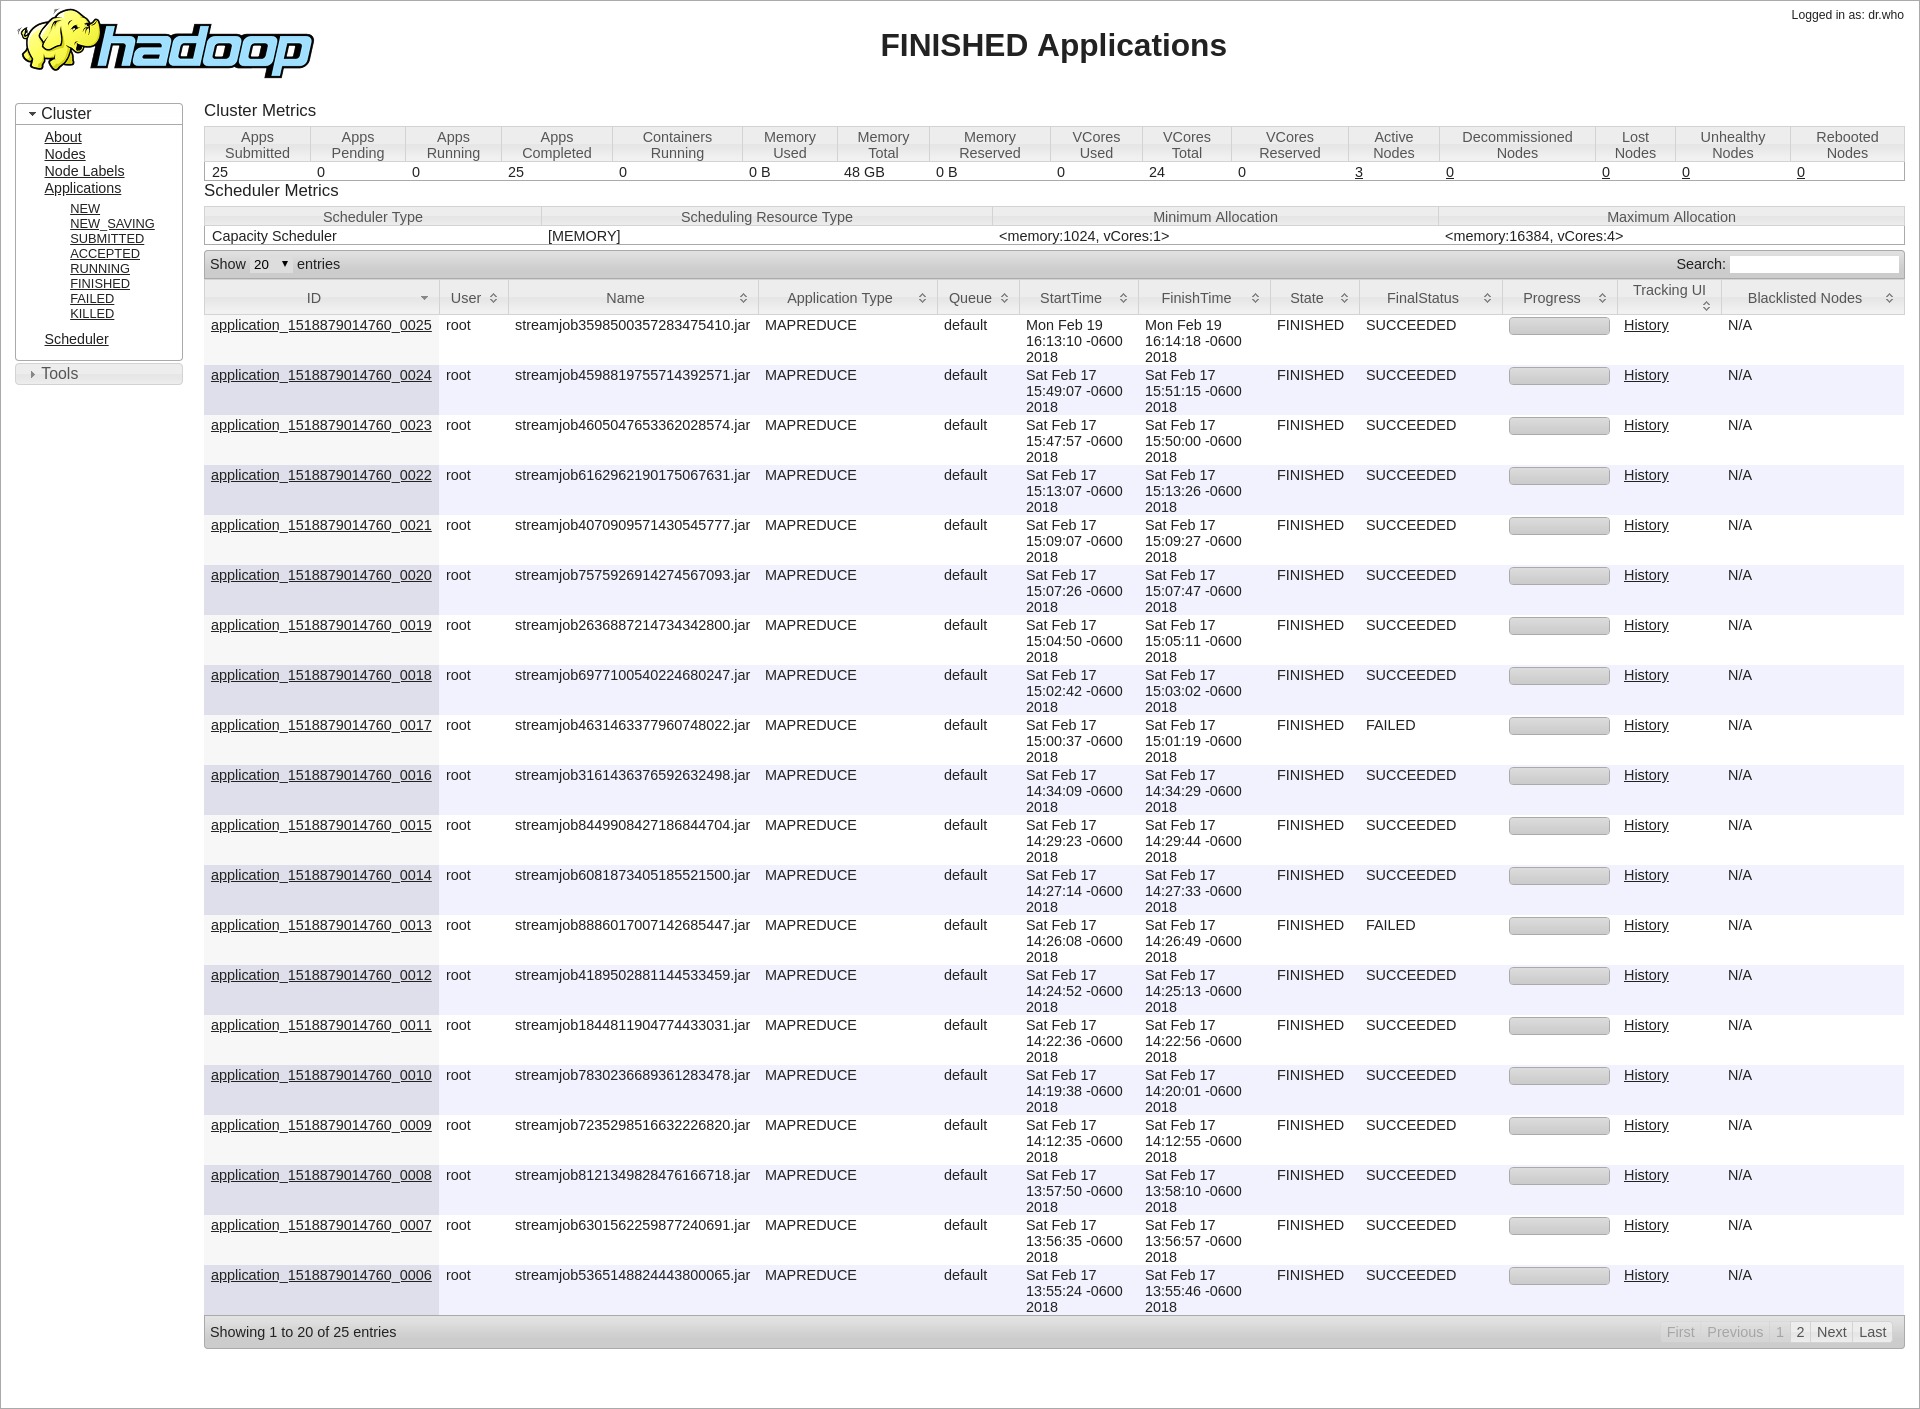 Logged in as: dr.who
hadoop
FINISHED Applications
Cluster
About
Nodes
Node Labels
Applications
NEW
NEW_SAVING
SUBMITTED
ACCEPTED
RUNNING
FINISHED
FAILED
KILLED
Scheduler
Tools
Cluster Metrics
Apps Submitted Apps Pending Apps Running Apps Completed Containers Running Memory Used Memory Total Memory Reserved VCores Used VCores Total VCores Reserved Active Nodes Decommissioned Nodes Lost Nodes Unhealthy Nodes Rebooted Nodes
25 0 0 25 0 0 B 48 GB 0 B 0 24 0 3 0 0 0 0
Scheduler Metrics
Scheduler Type Scheduling Resource Type Minimum Allocation Maximum Allocation
Capacity Scheduler [MEMORY] <memory:1024, vCores:1> <memory:16384, vCores:4>
Show 20 entries Search:
ID User Name Application Type Queue StartTime FinishTime State FinalStatus Progress Tracking UI Blacklisted Nodes
application_1518879014760_0025 root streamjob3598500357283475410.jar MAPREDUCE default Mon Feb 19 16:13:10 -0600 2018 Mon Feb 19 16:14:18 -0600 2018 FINISHED SUCCEEDED History N/A
application_1518879014760_0024 root streamjob4598819755714392571.jar MAPREDUCE default Sat Feb 17 15:49:07 -0600 2018 Sat Feb 17 15:51:15 -0600 2018 FINISHED SUCCEEDED History N/A
application_1518879014760_0023 root streamjob4605047653362028574.jar MAPREDUCE default Sat Feb 17 15:47:57 -0600 2018 Sat Feb 17 15:50:00 -0600 2018 FINISHED SUCCEEDED History N/A
application_1518879014760_0022 root streamjob6162962190175067631.jar MAPREDUCE default Sat Feb 17 15:13:07 -0600 2018 Sat Feb 17 15:13:26 -0600 2018 FINISHED SUCCEEDED History N/A
application_1518879014760_0021 root streamjob4070909571430545777.jar MAPREDUCE default Sat Feb 17 15:09:07 -0600 2018 Sat Feb 17 15:09:27 -0600 2018 FINISHED SUCCEEDED History N/A
application_1518879014760_0020 root streamjob7575926914274567093.jar MAPREDUCE default Sat Feb 17 15:07:26 -0600 2018 Sat Feb 17 15:07:47 -0600 2018 FINISHED SUCCEEDED History N/A
application_1518879014760_0019 root streamjob2636887214734342800.jar MAPREDUCE default Sat Feb 17 15:04:50 -0600 2018 Sat Feb 17 15:05:11 -0600 2018 FINISHED SUCCEEDED History N/A
application_1518879014760_0018 root streamjob6977100540224680247.jar MAPREDUCE default Sat Feb 17 15:02:42 -0600 2018 Sat Feb 17 15:03:02 -0600 2018 FINISHED SUCCEEDED History N/A
application_1518879014760_0017 root streamjob4631463377960748022.jar MAPREDUCE default Sat Feb 17 15:00:37 -0600 2018 Sat Feb 17 15:01:19 -0600 2018 FINISHED FAILED History N/A
application_1518879014760_0016 root streamjob3161436376592632498.jar MAPREDUCE default Sat Feb 17 14:34:09 -0600 2018 Sat Feb 17 14:34:29 -0600 2018 FINISHED SUCCEEDED History N/A
application_1518879014760_0015 root streamjob8449908427186844704.jar MAPREDUCE default Sat Feb 17 14:29:23 -0600 2018 Sat Feb 17 14:29:44 -0600 2018 FINISHED SUCCEEDED History N/A
application_1518879014760_0014 root streamjob6081873405185521500.jar MAPREDUCE default Sat Feb 17 14:27:14 -0600 2018 Sat Feb 17 14:27:33 -0600 2018 FINISHED SUCCEEDED History N/A
application_1518879014760_0013 root streamjob8886017007142685447.jar MAPREDUCE default Sat Feb 17 14:26:08 -0600 2018 Sat Feb 17 14:26:49 -0600 2018 FINISHED FAILED History N/A
application_1518879014760_0012 root streamjob4189502881144533459.jar MAPREDUCE default Sat Feb 17 14:24:52 -0600 2018 Sat Feb 17 14:25:13 -0600 2018 FINISHED SUCCEEDED History N/A
application_1518879014760_0011 root streamjob1844811904774433031.jar MAPREDUCE default Sat Feb 17 14:22:36 -0600 2018 Sat Feb 17 14:22:56 -0600 2018 FINISHED SUCCEEDED History N/A
application_1518879014760_0010 root streamjob7830236689361283478.jar MAPREDUCE default Sat Feb 17 14:19:38 -0600 2018 Sat Feb 17 14:20:01 -0600 2018 FINISHED SUCCEEDED History N/A
application_1518879014760_0009 root streamjob7235298516632226820.jar MAPREDUCE default Sat Feb 17 14:12:35 -0600 2018 Sat Feb 17 14:12:55 -0600 2018 FINISHED SUCCEEDED History N/A
application_1518879014760_0008 root streamjob8121349828476166718.jar MAPREDUCE default Sat Feb 17 13:57:50 -0600 2018 Sat Feb 17 13:58:10 -0600 2018 FINISHED SUCCEEDED History N/A
application_1518879014760_0007 root streamjob6301562259877240691.jar MAPREDUCE default Sat Feb 17 13:56:35 -0600 2018 Sat Feb 17 13:56:57 -0600 2018 FINISHED SUCCEEDED History N/A
application_1518879014760_0006 root streamjob5365148824443800065.jar MAPREDUCE default Sat Feb 17 13:55:24 -0600 2018 Sat Feb 17 13:55:46 -0600 2018 FINISHED SUCCEEDED History N/A
Showing 1 to 20 of 25 entries First Previous 1 2 Next Last